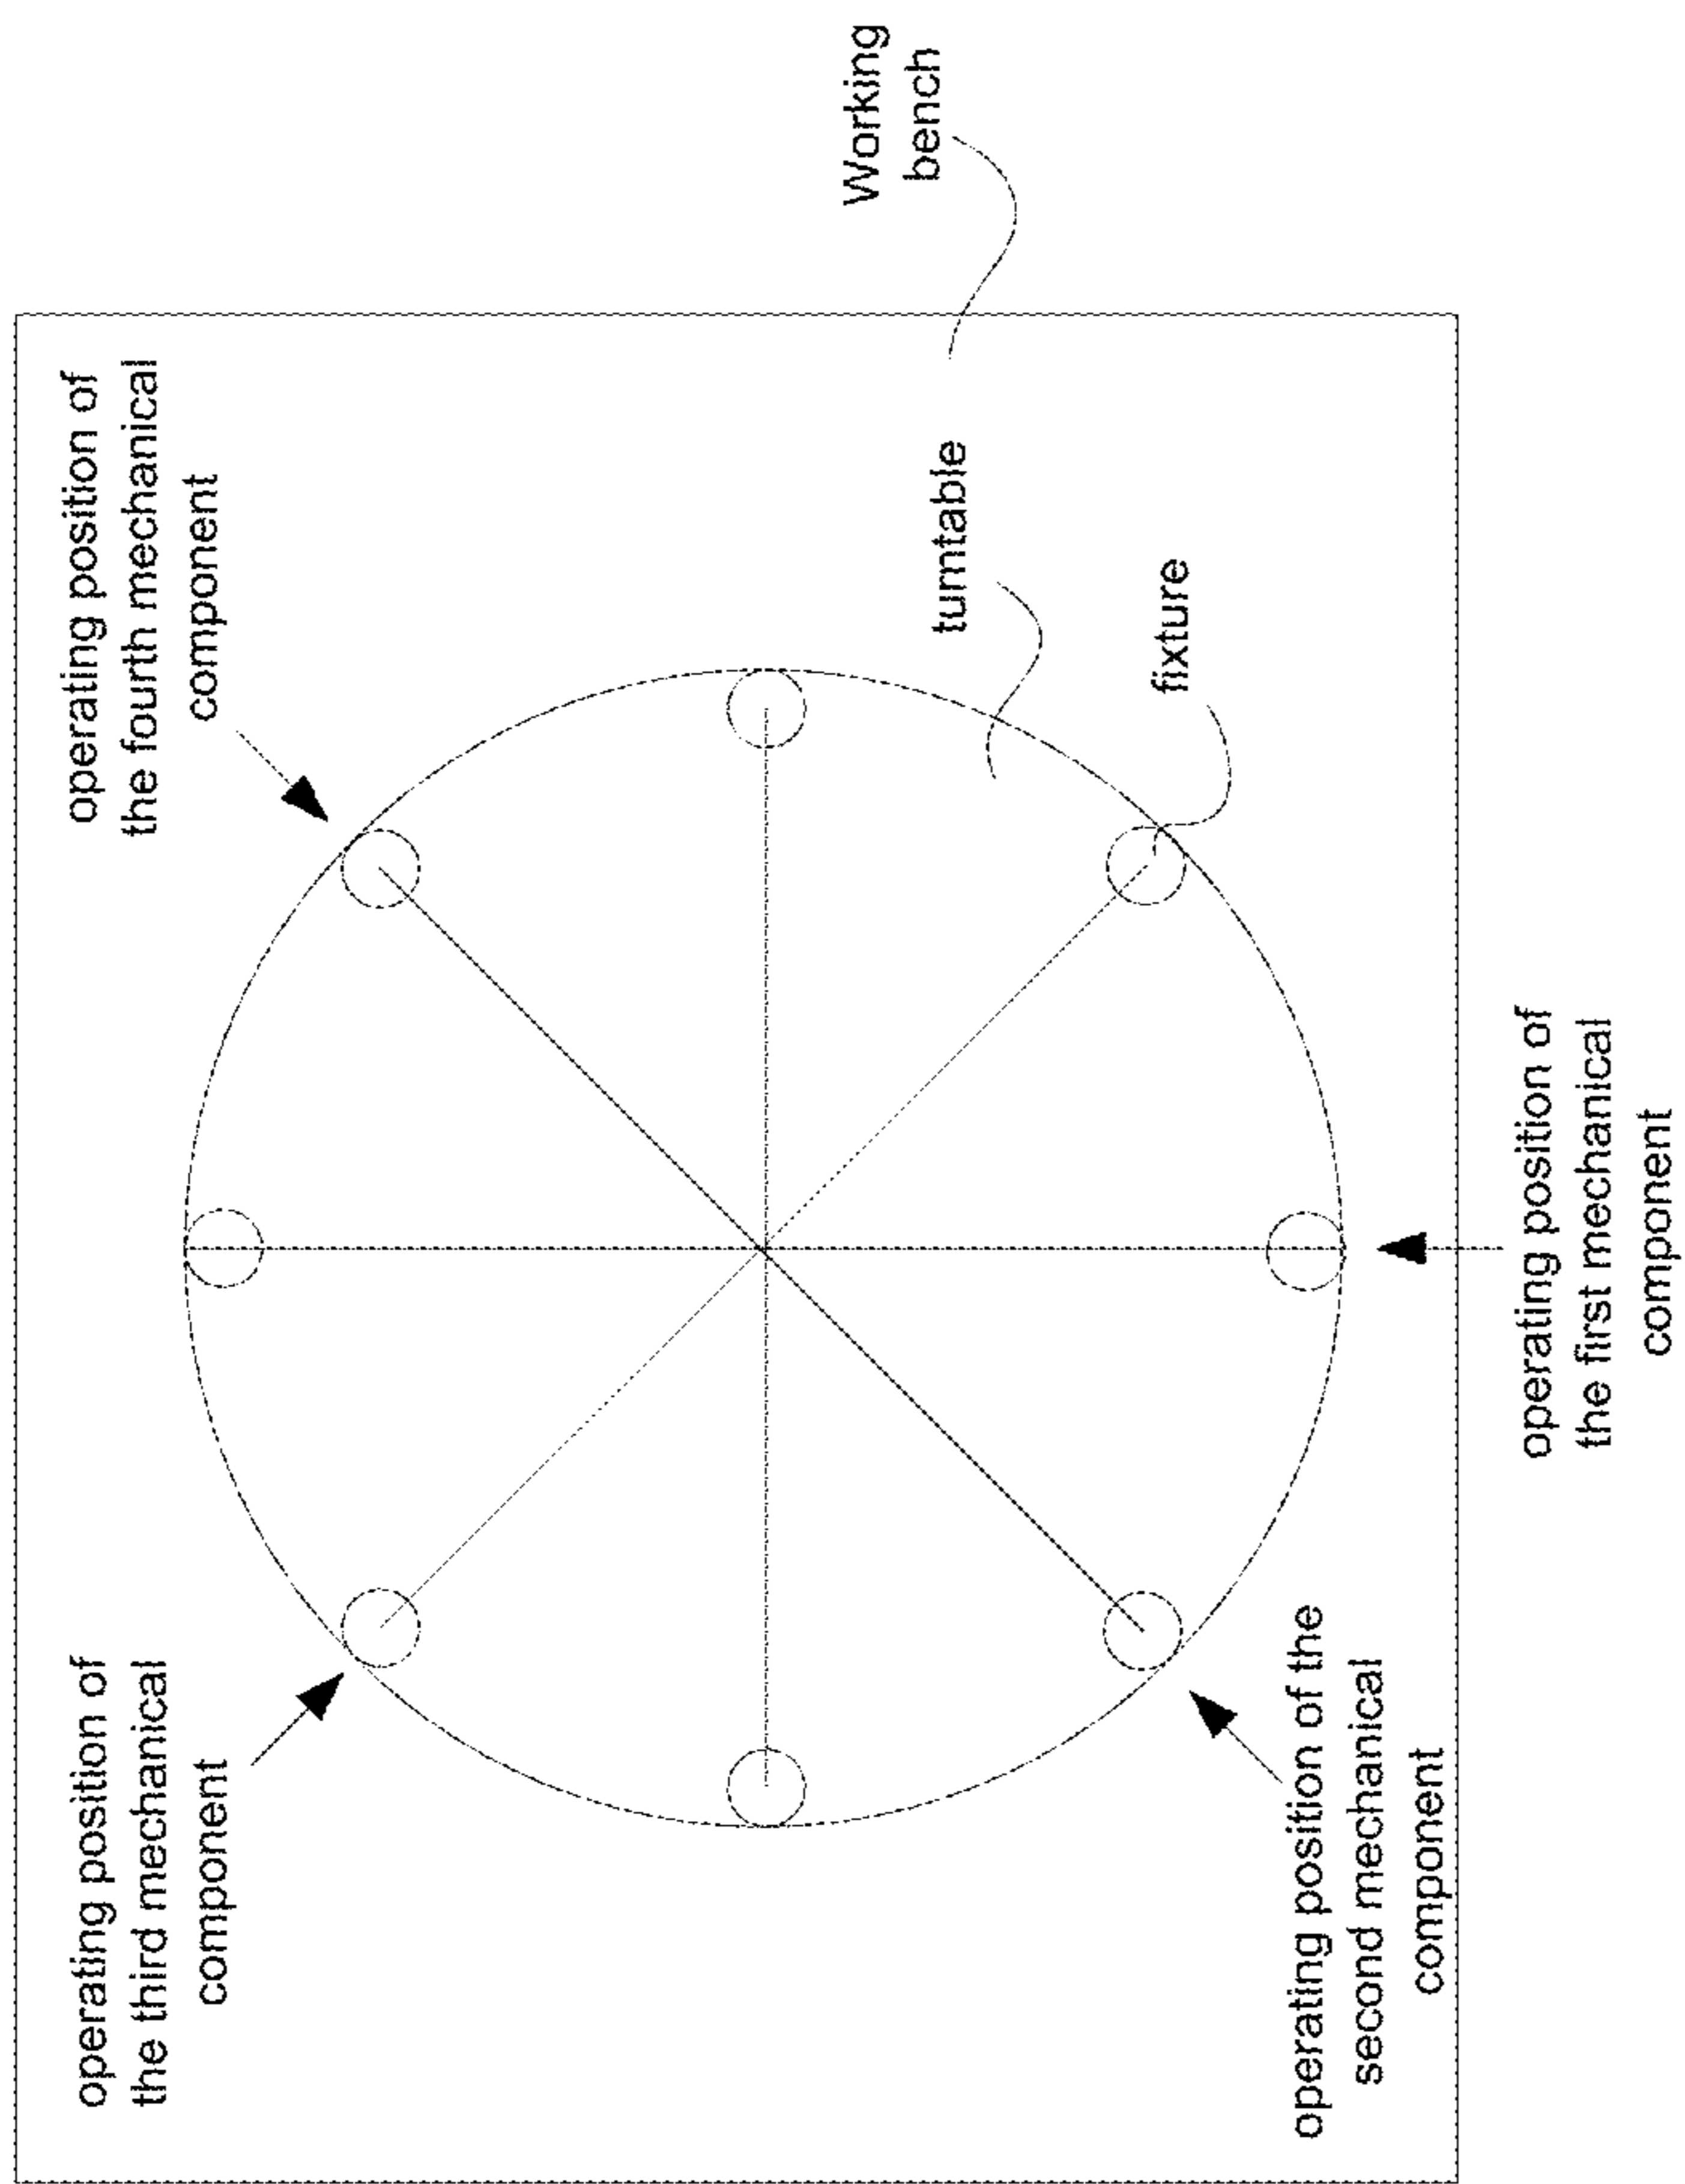 operating position of
the third mechanical
component
operating position of
the fourth mechanical
component
Working
bench
turntable
fixture
operating position of the
second mechanical
component
operating position of
the first mechanical
component